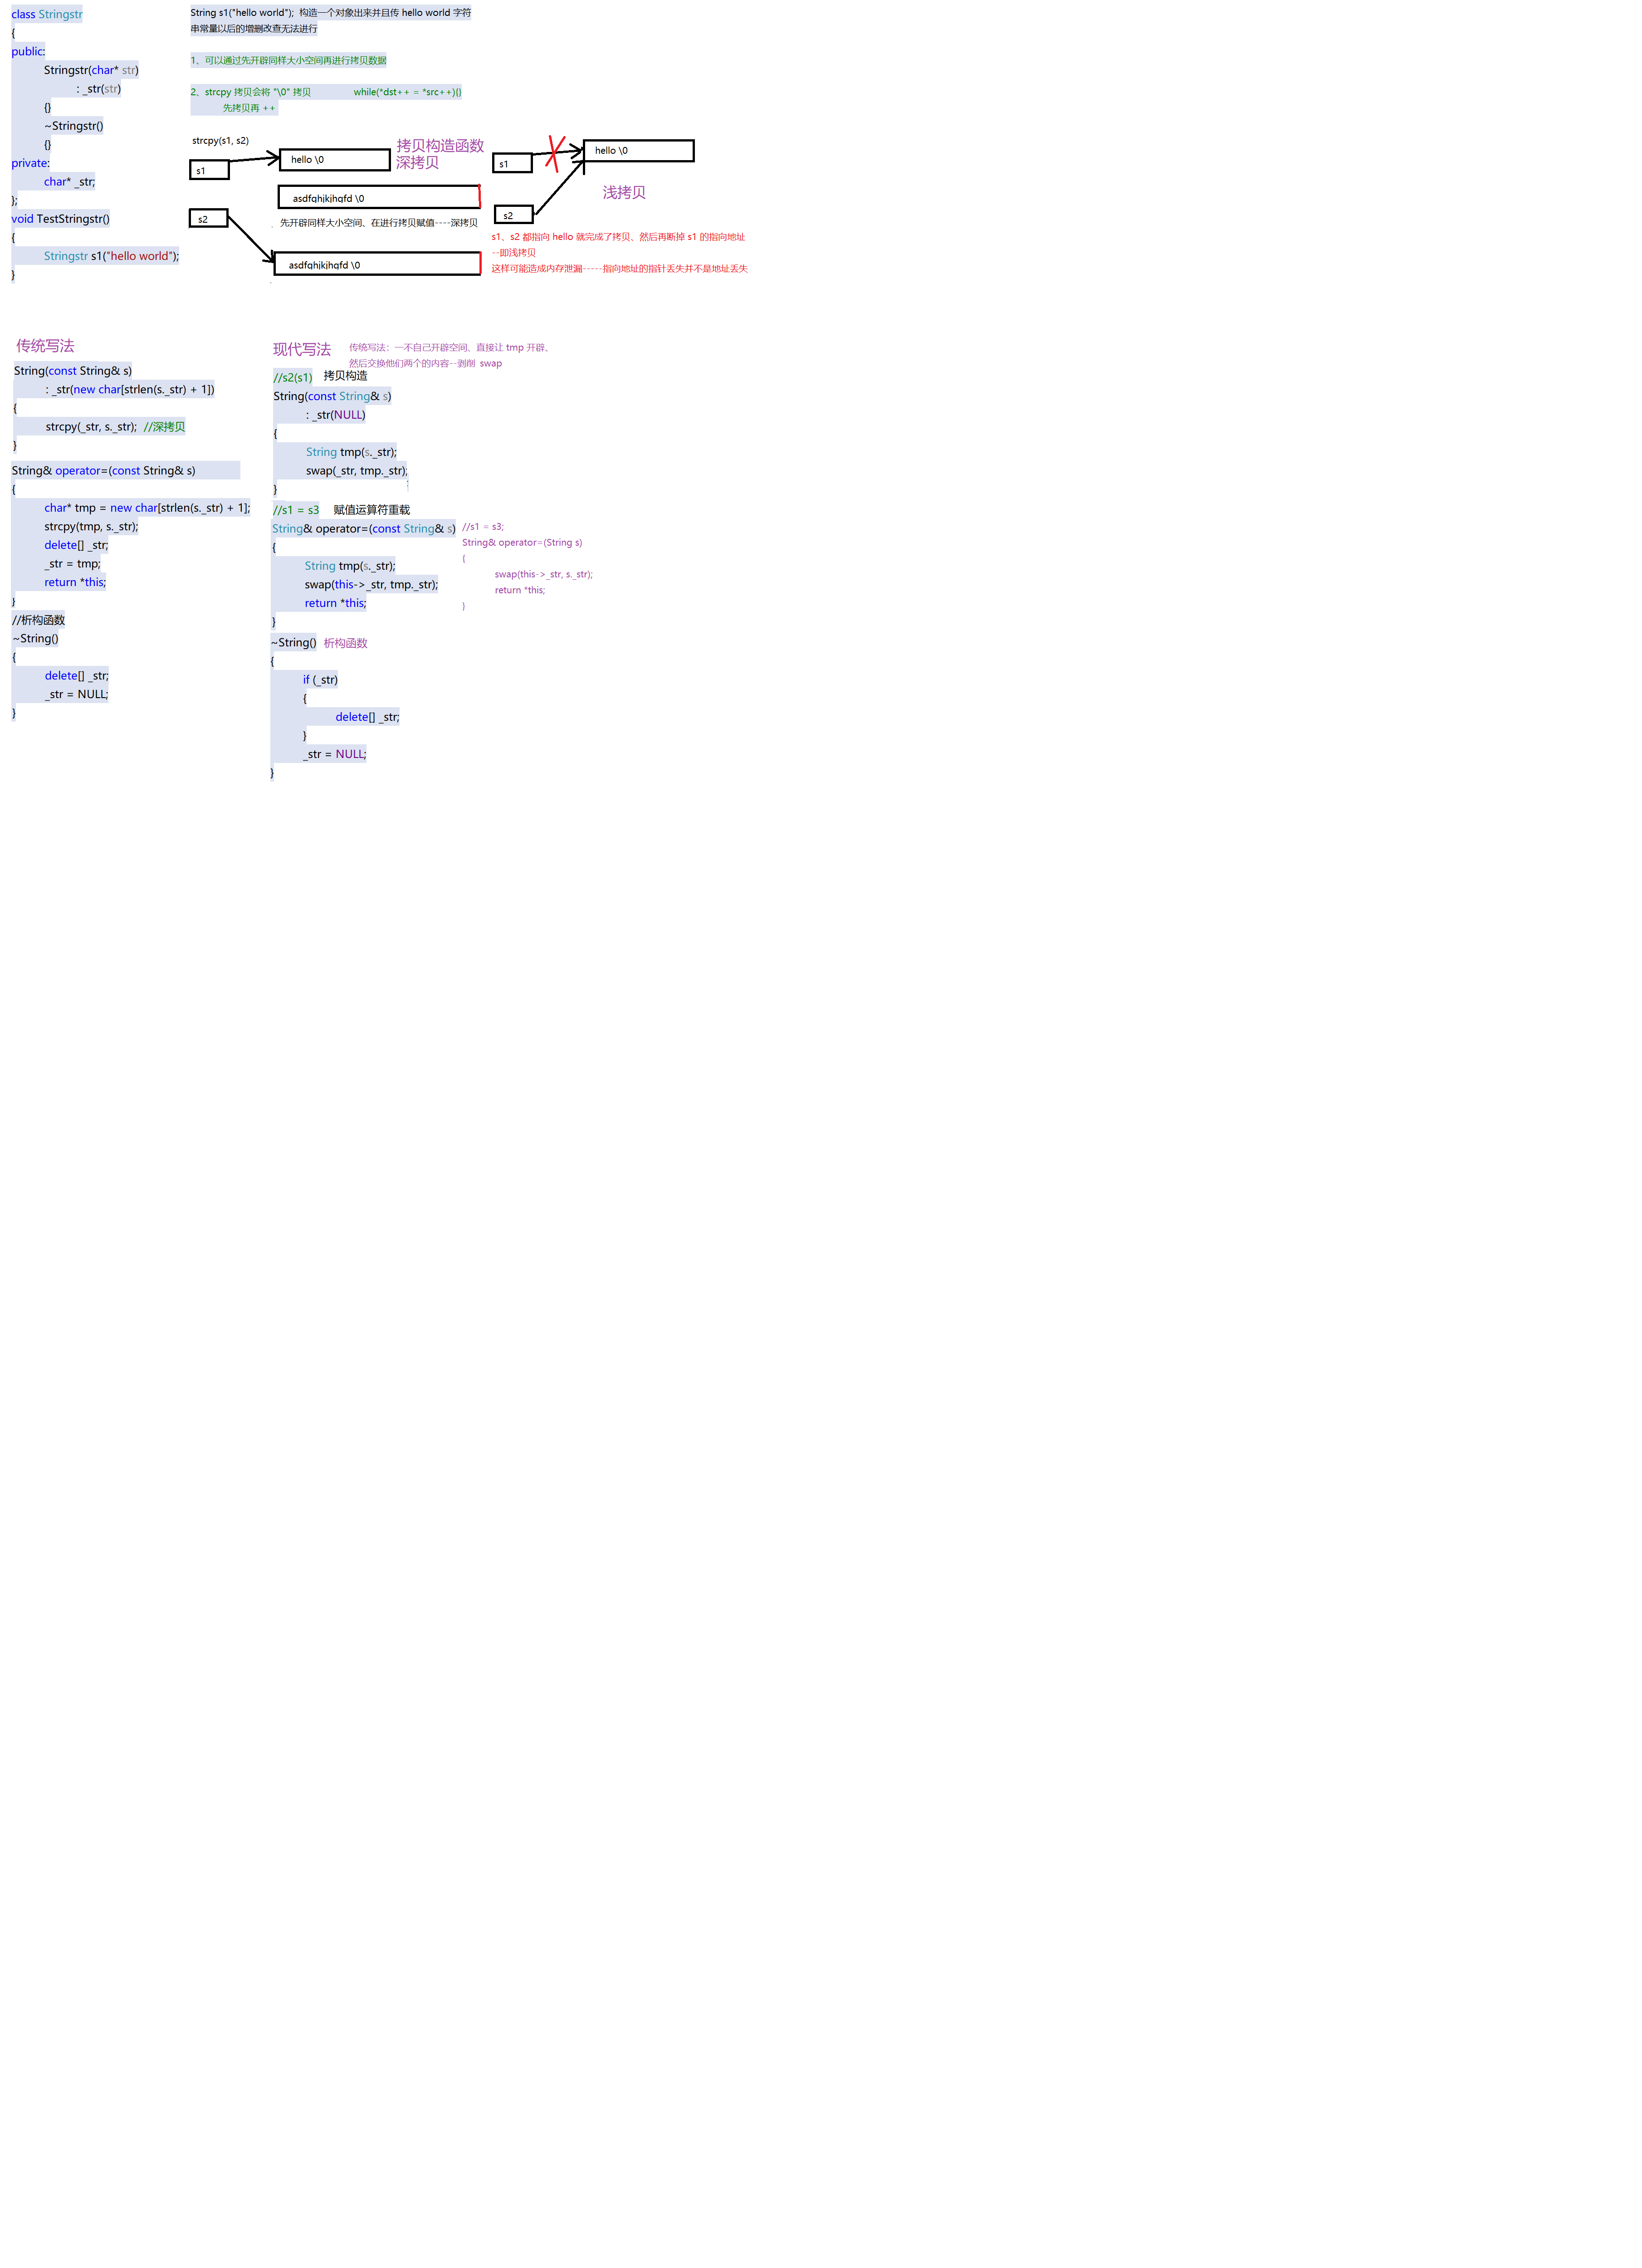 class Stringstr
{
public:
Stringstr(char* str)
: _str(str)
{}
~Stringstr()
{}
private:
char* _str;
};
void TestStringstr()
{
Stringstr s1("hello world");
}
String s1("hello world"); 构造一个对象出来并且传 hello world 字符
串常量以后的增删改查无法进行
1、可以通过先开辟同样大小空间再进行拷贝数据
2、strcpy 拷贝会将 "\0" 拷贝 while(*dst++ = *src++){}
先拷贝再 ++
strcpy(s1, s2)
s1
hello \0
拷贝构造函数
深拷贝
asdfghjkjhgfd \0
s2
先开辟同样大小空间、在进行拷贝赋值----深拷贝
asdfghjkjhgfd \0
s1
hello \0
浅拷贝
s2
s1、s2 都指向 hello 就完成了拷贝、然后再断掉 s1 的指向地址
--即浅拷贝
这样可能造成内存泄漏-----指向地址的指针丢失并不是地址丢失
传统写法
String(const String& s)
: _str(new char[strlen(s._str) + 1])
{
strcpy(_str, s._str); //深拷贝
}
String& operator=(const String& s)
{
char* tmp = new char[strlen(s._str) + 1];
strcpy(tmp, s._str);
delete[] _str;
_str = tmp;
return *this;
}
//析构函数
~String()
{
delete[] _str;
_str = NULL;
}
现代写法
传统写法：一不自己开辟空间、直接让 tmp 开辟、
然后交换他们两个的内容--剥削 swap
//s2(s1) 拷贝构造
String(const String& s)
: _str(NULL)
{
String tmp(s._str);
swap(_str, tmp._str);
}
//s1 = s3 赋值运算符重载
String& operator=(const String& s)
{
String tmp(s._str);
swap(this->_str, tmp._str);
return *this;
}
//s1 = s3;
String& operator=(String s)
{
swap(this->_str, s._str);
return *this;
}
~String() 析构函数
{
if (_str)
{
delete[] _str;
}
_str = NULL;
}